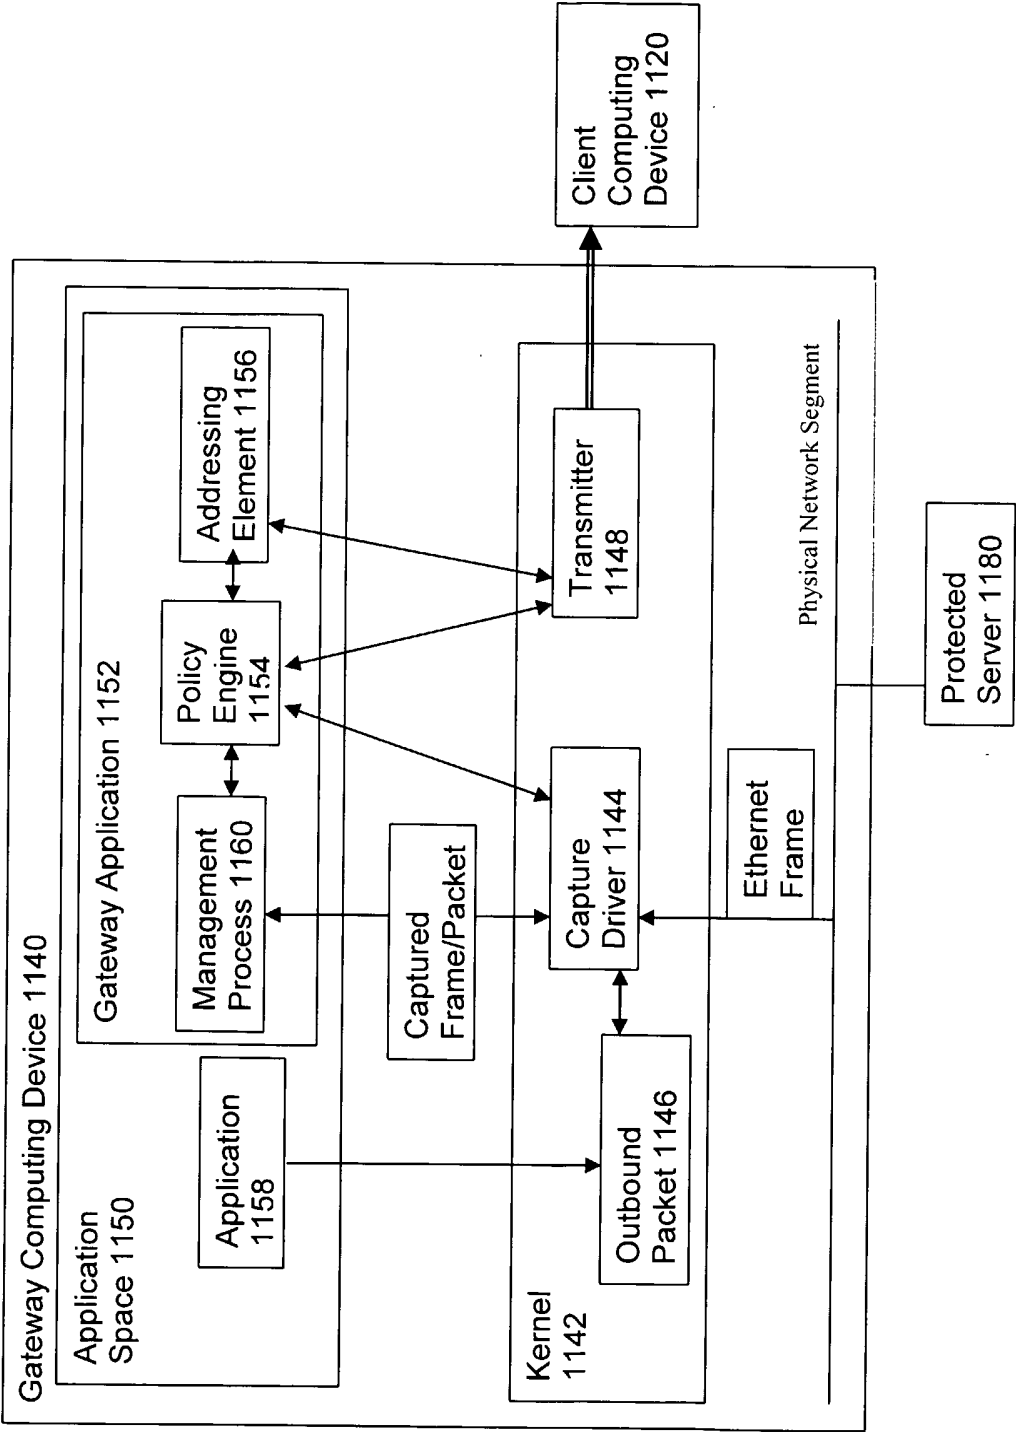 Gateway Computing Device 1140
Application
Space 1150
Gateway Application 1152
Application
1158
Management
Process 1160
Policy
Engine
1154
Addressing
Element 1156
Captured
Frame/Packet
Kernel
1142
Outbound
Packet 1146
Capture
Driver 1144
Transmitter
1148
Client
Computing
Device 1120
Ethernet
Frame
Physical Network Segment
Protected
Server 1180